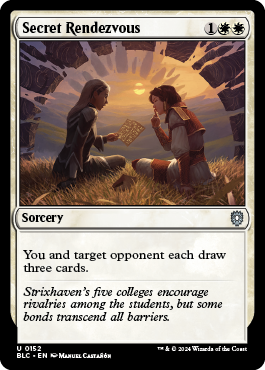 Secret Rendezvous 1
Sorcery
You and target opponent each draw
three cards.
Strixhaven's five colleges encourage
rivalries among the students, but some
bonds transcend all barriers.
U 0152
BLC • EN Manuel Castañón
™ & © 2024 Wizards of the Coast